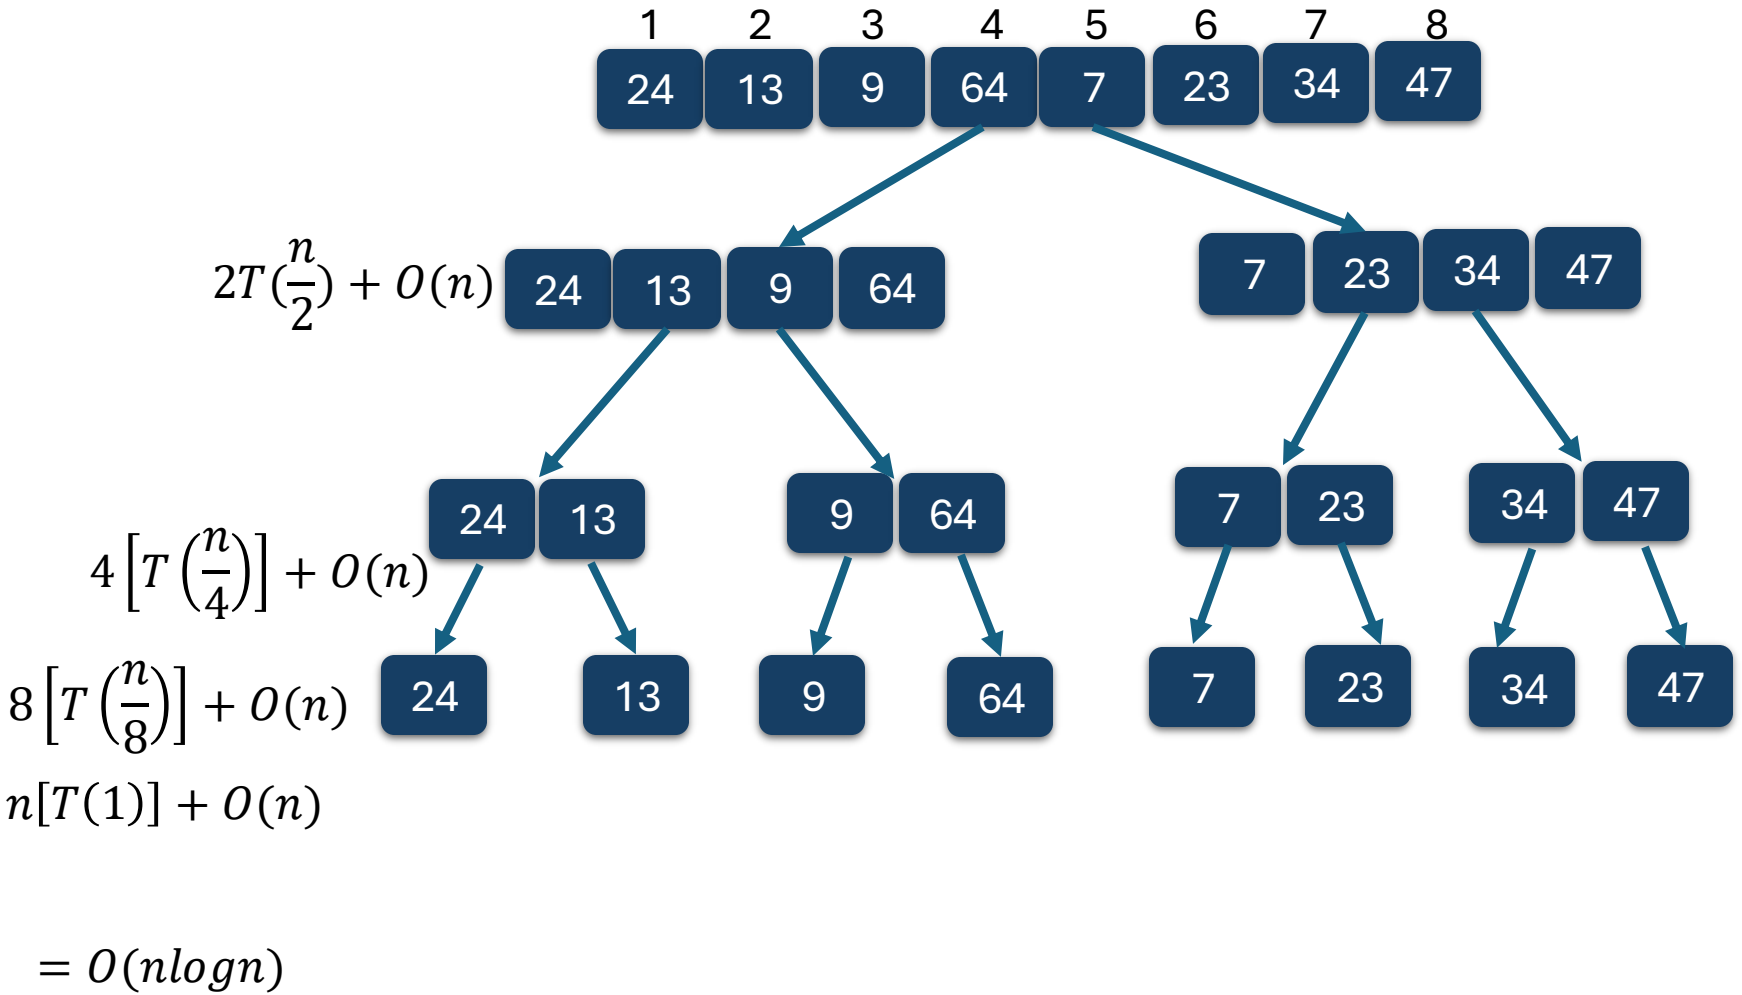 1 2 3 4 5 6 7 8
24 13 9 64 7 23 34 47
2T(n/2) + O(n) 24 13 9 64 7 23 34 47
4[T(n/4)] + O(n) 24 13 9 64 7 23 34 47
8[T(n/8)] + O(n) 24 13 9 64 7 23 34 47
n[T(1)] + O(n)
= O(nlogn)